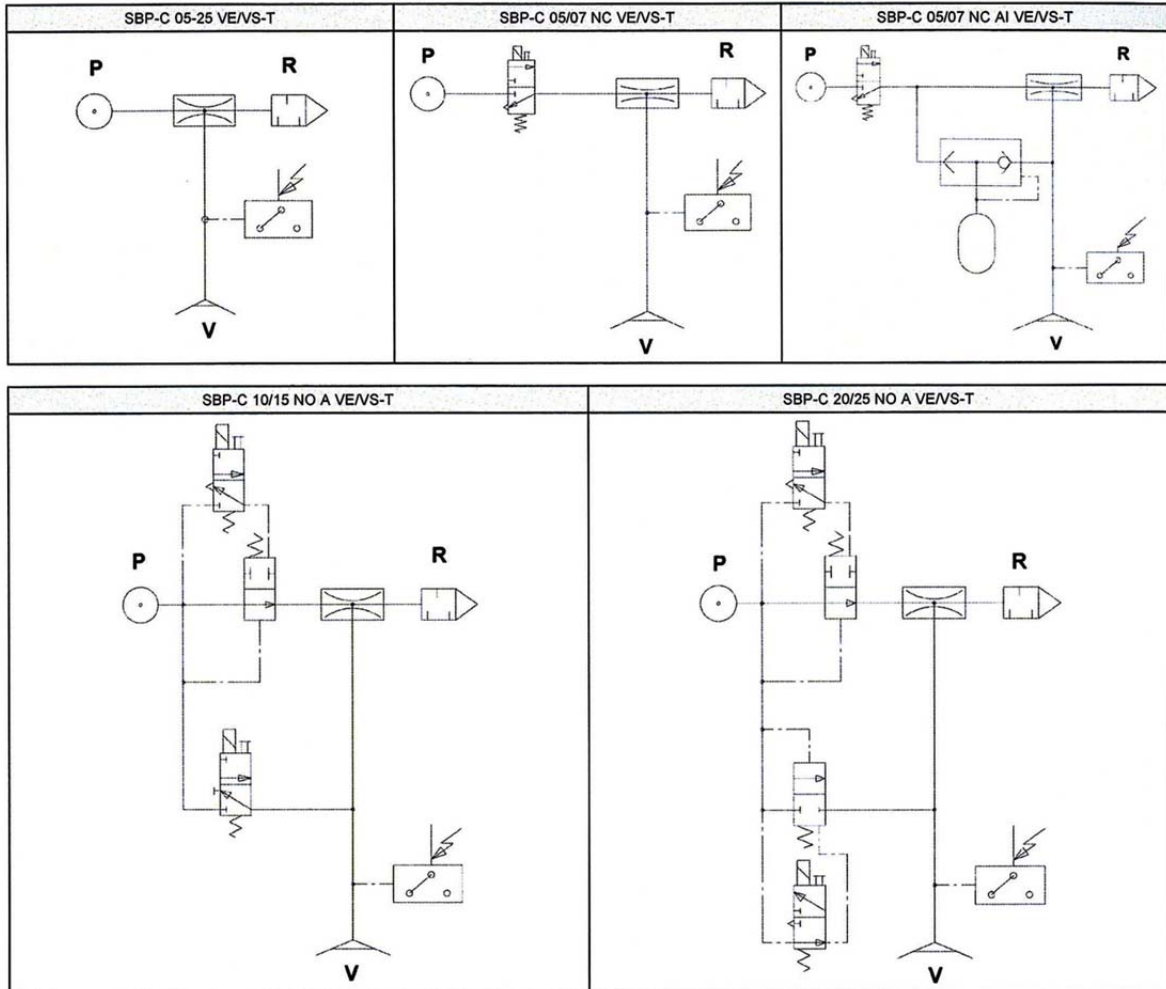 SBP-C 05-25 VE/VS-T
SBP-C 05/07 NC VE/VS-T
SBP-C 05/07 NC AI VE/VS-T
P
R
V
P
R
V
P
R
V
SBP-C 10/15 NO A VE/VS-T
SBP-C 20/25 NO A VE/VS-T
P
R
V
P
R
V